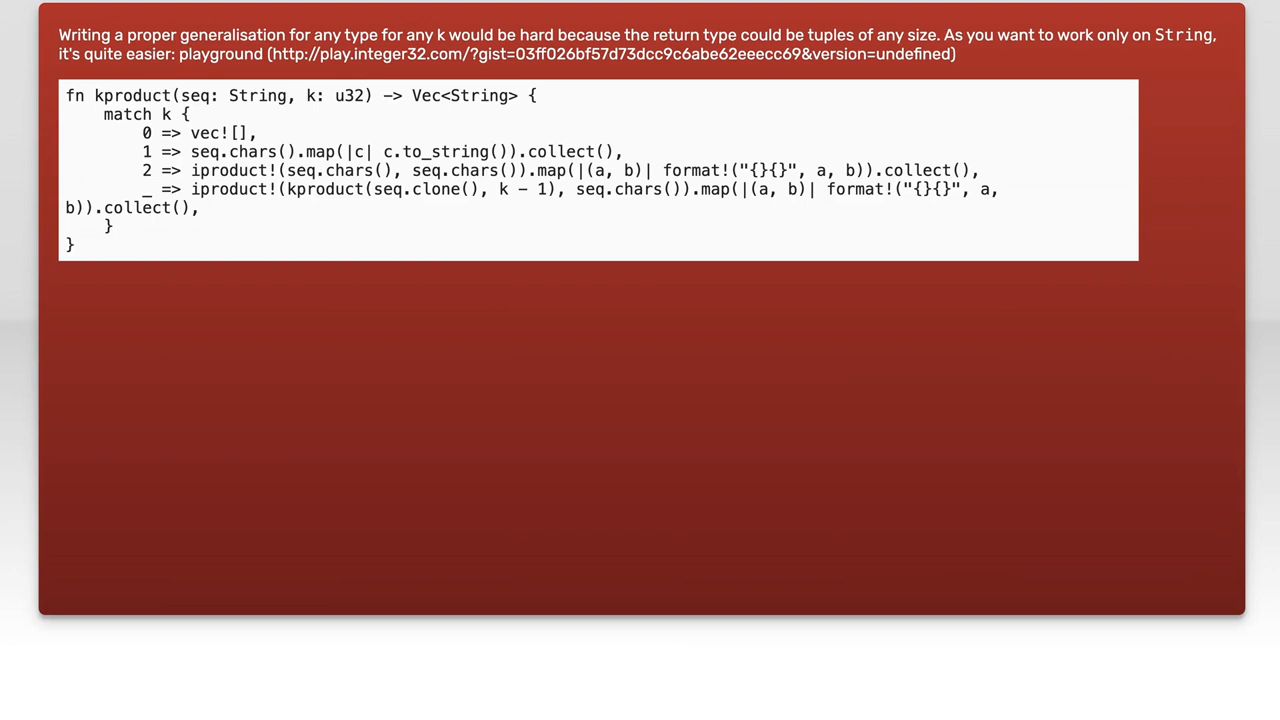 Writing a proper generalisation for any type for any k would be hard because the return type could be tuples of any size. As you want to work only on String,
it's quite easier: playground (http://play.integer32.com/?gist=03ff026bf57d73dcc9c6abe62eeecc69&version=undefined)
fn kproduct(seq: String, k: u32) -> Vec<String> {
    match k {
        0 => vec![],
        1 => seq.chars().map(|c| c.to_string()).collect(),
        2 => iproduct!(seq.chars(), seq.chars()).map(|(a, b)| format!("{}{}", a, b)).collect(),
        _ => iproduct!(kproduct(seq.clone(), k - 1), seq.chars()).map(|(a, b)| format!("{}{}", a,
b)).collect(),
    }
}